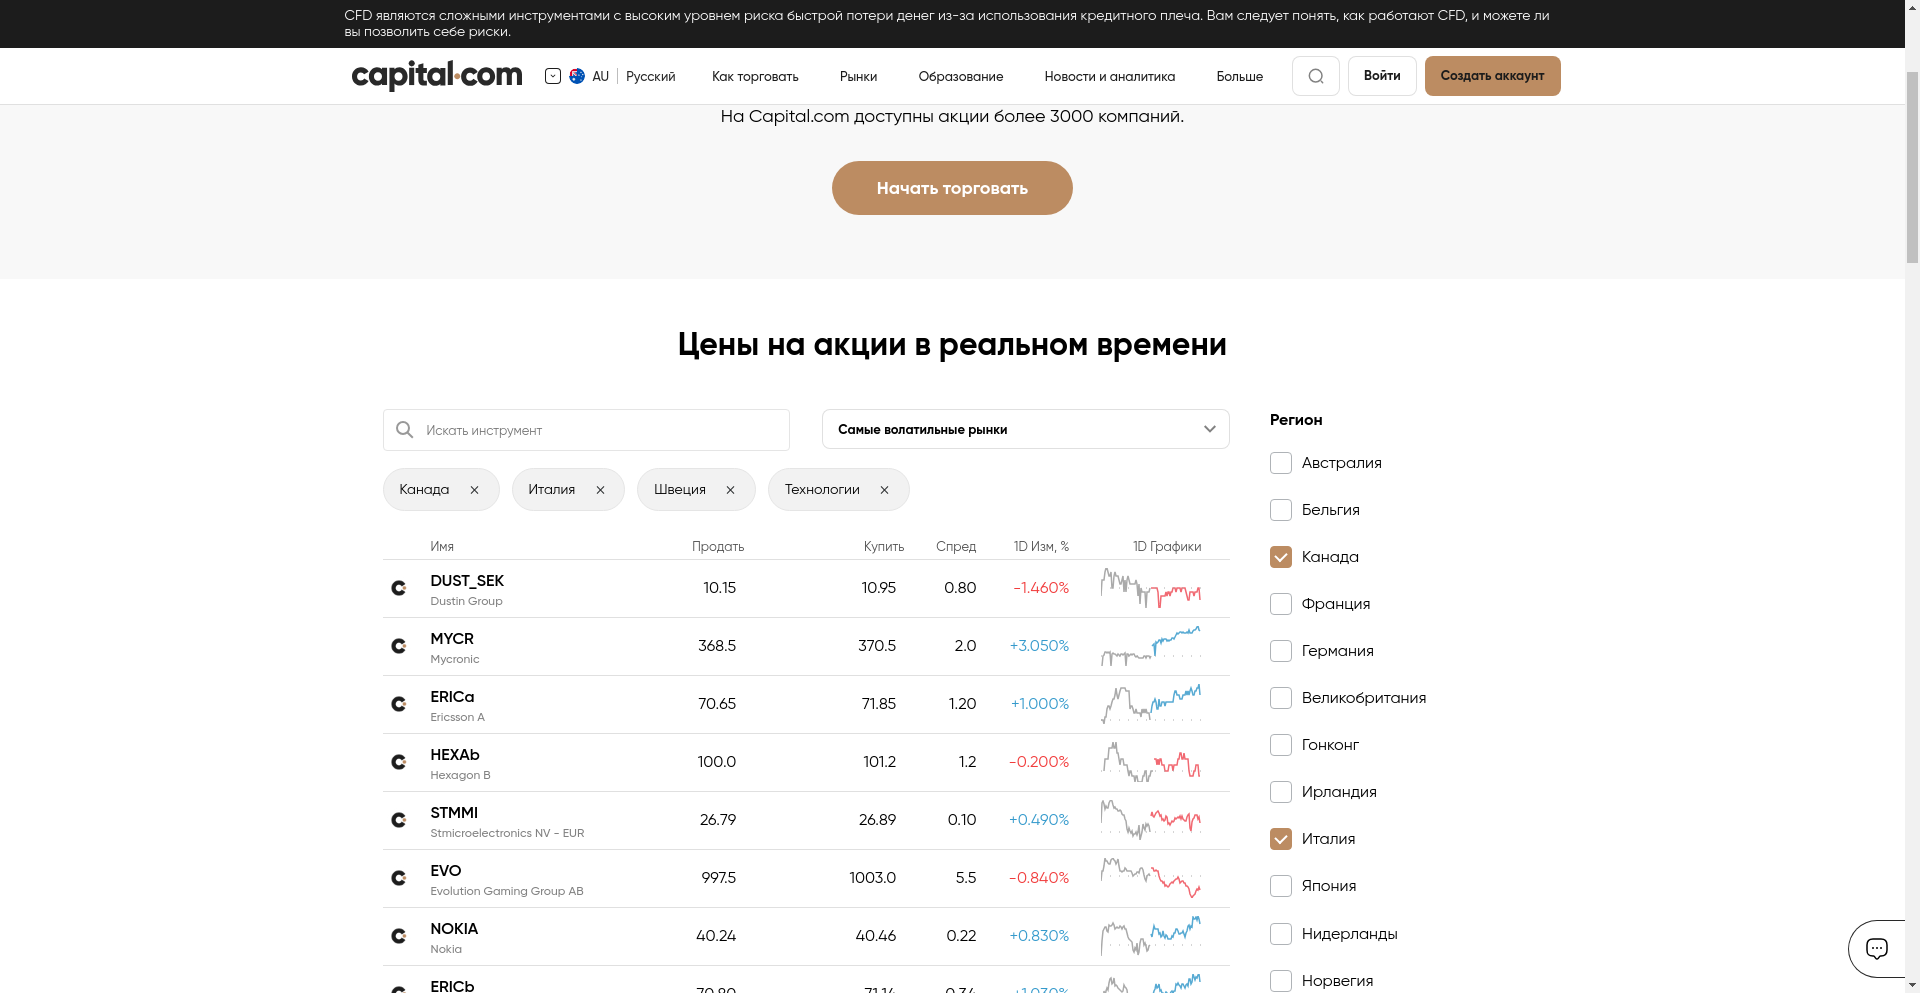 CFD являются сложными инструментами с высоким уровнем риска быстрой потери денег из-за использования кредитного плеча. Вам следует понять, как работают CFD, и можете ли
вы позволить себе риски.
capital.com AU Русский Как торговать Рынки Образование Новости и аналитика Больше Войти Создать аккаунт
На Capital.com доступны акции более 3000 компаний.
Начать торговать
Цены на акции в реальном времени
Искать инструмент
Самые волатильные рынки
Канада Италия Швеция Технологии
Имя Продать Купить Спред 1D Изм, % 1D Графики
DUST_SEK 10.15 10.95 0.80 -1.460%
Dustin Group
MYCR 368.5 370.5 2.0 +3.050%
Mycronic
ERICa 70.65 71.85 1.20 +1.000%
Ericsson A
HEXAb 100.0 101.2 1.2 -0.200%
Hexagon B
STMMI 26.79 26.89 0.10 +0.490%
Stmicroelectronics NV - EUR
EVO 997.5 1003.0 5.5 -0.840%
Evolution Gaming Group AB
NOKIA 40.24 40.46 0.22 +0.830%
Nokia
ERICb 70.80 71.14 0.34 +1.030%
Регион
Австралия
Бельгия
Канада
Франция
Германия
Великобритания
Гонконг
Ирландия
Италия
Япония
Нидерланды
Норвегия